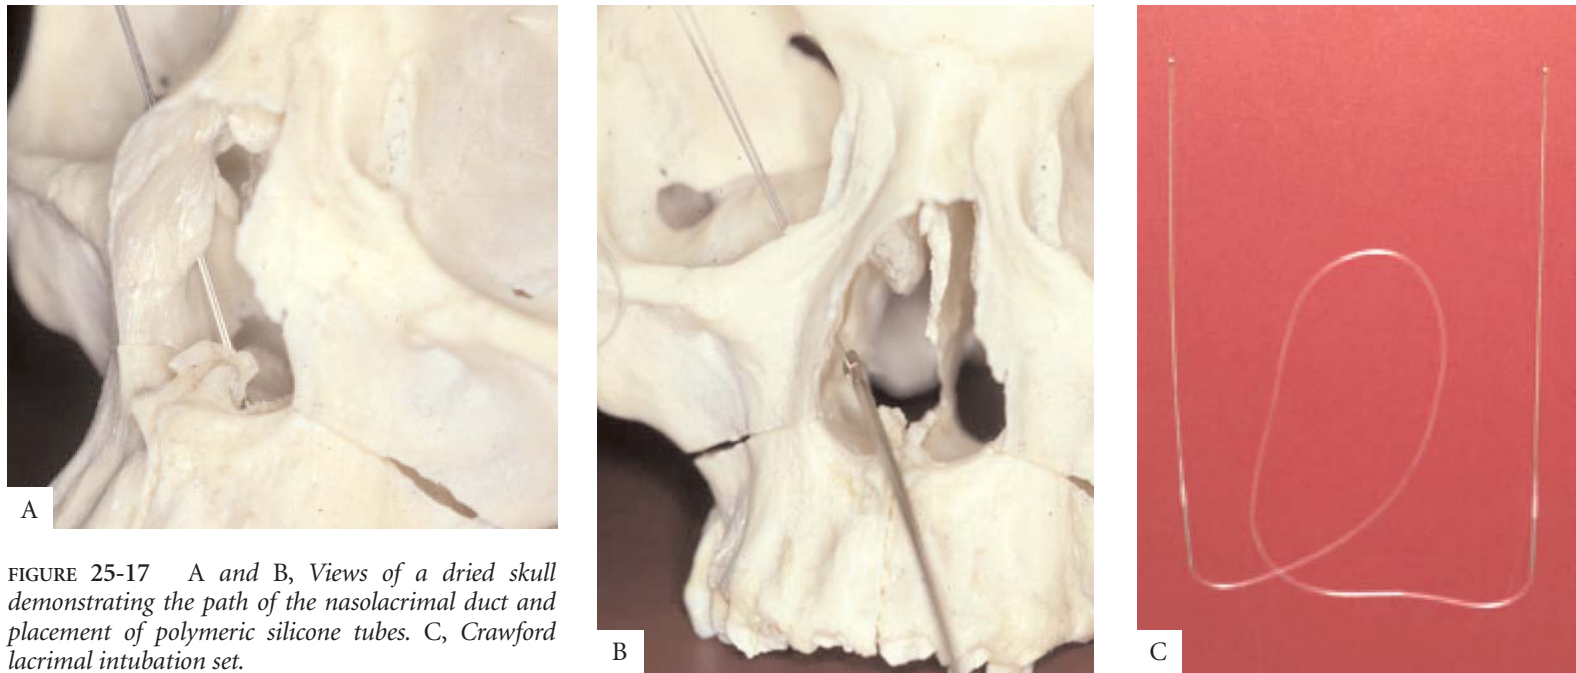 A
B
C
FIGURE 25-17 A and B, Views of a dried skull
demonstrating the path of the nasolacrimal duct and
placement of polymeric silicone tubes. C, Crawford
lacrimal intubation set.